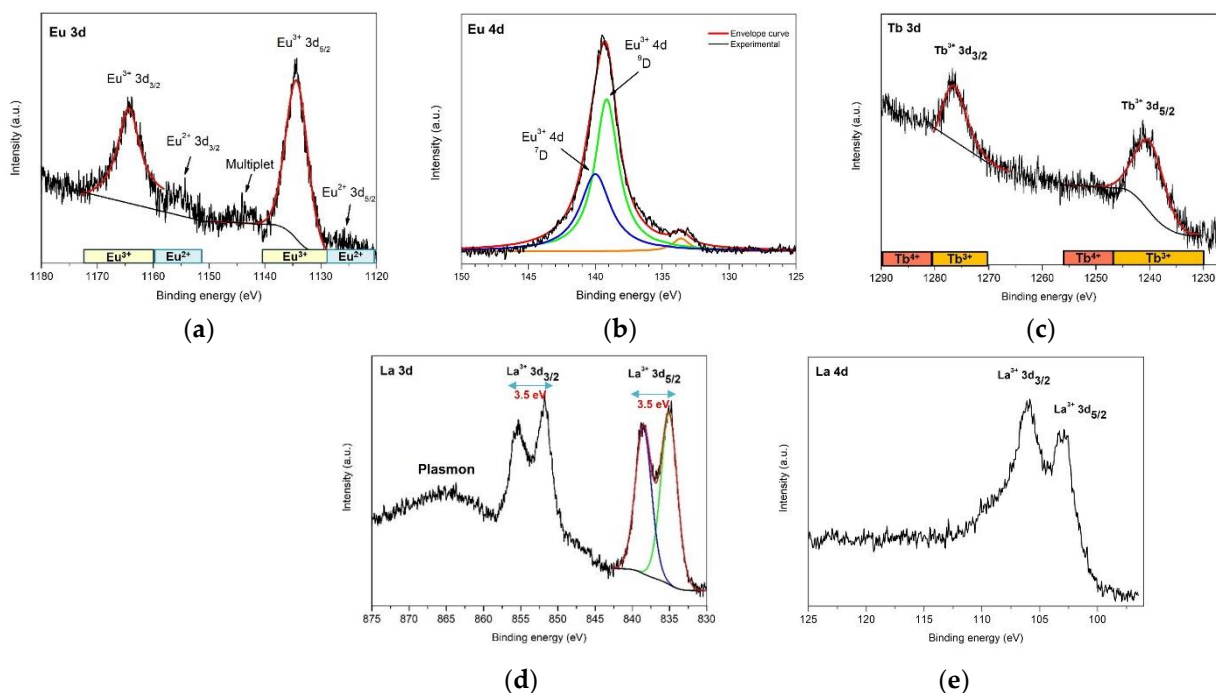 Eu 3d
Eu³⁺ 3d₅/₂
Eu³⁺ 3d₃/₂
Eu²⁺ 3d₃/₂
Multiplet
Eu²⁺ 3d₅/₂
Eu³⁺
Eu²⁺
Eu³⁺
Eu²⁺
1180 1170 1160 1150 1140 1130 1120
Binding energy (eV)
Intensity (a.u.)
(a)
Eu 4d
Envelope curve
Experimental
Eu³⁺ 4d
⁹D
Eu³⁺ 4d
⁷D
150 145 140 135 130 125
Binding energy (eV)
Intensity (a.u.)
(b)
Tb 3d
Tb³⁺ 3d₃/₂
Tb³⁺ 3d₅/₂
Tb⁴⁺
Tb³⁺
Tb⁴⁺
Tb³⁺
1290 1280 1270 1260 1250 1240 1230
Binding energy (eV)
Intensity (a.u.)
(c)
La 3d
La³⁺ 3d₃/₂
3.5 eV
La³⁺ 3d₅/₂
3.5 eV
Plasmon
875 870 865 860 855 850 845 840 835 830
Binding energy (eV)
Intensity (a.u.)
(d)
La 4d
La³⁺ 3d₃/₂
La³⁺ 3d₅/₂
125 120 115 110 105 100
Binding energy (eV)
Intensity (a.u.)
(e)